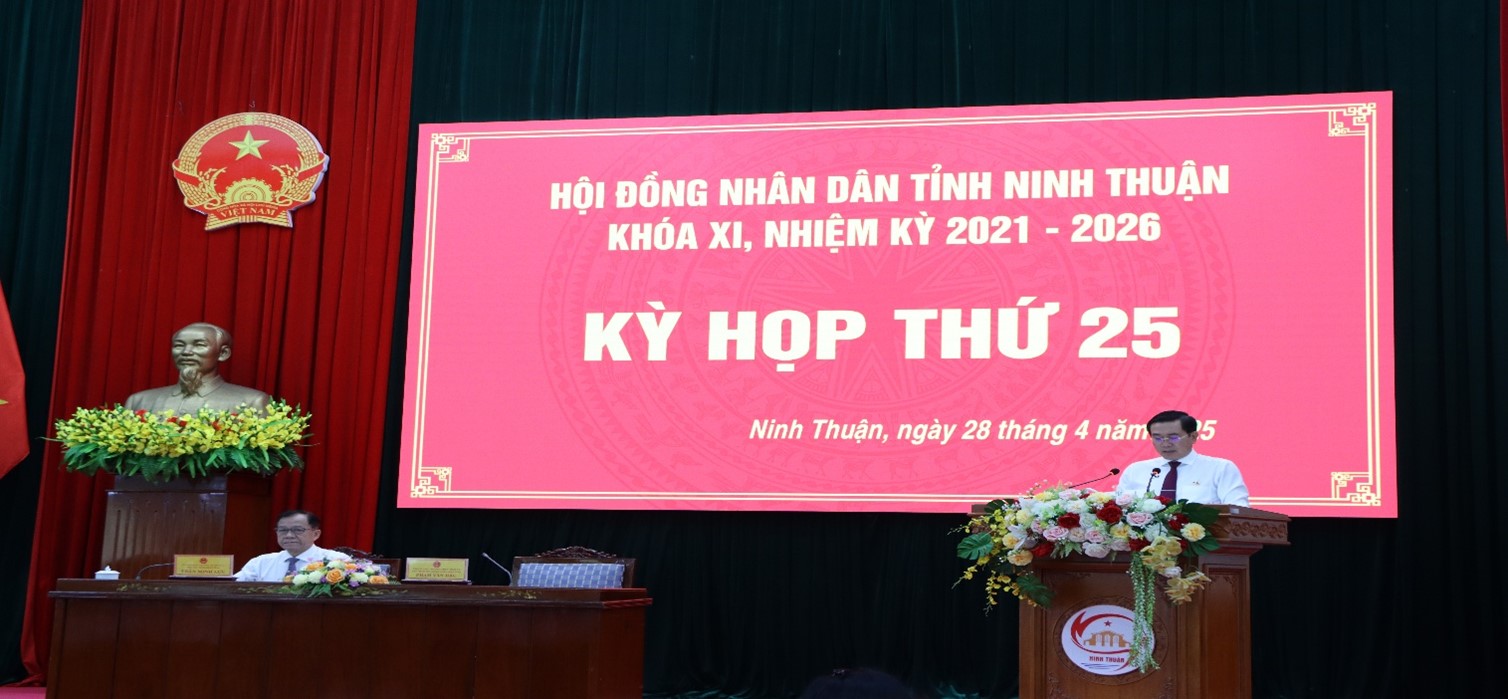 HỘI ĐỒNG NHÂN DÂN TỈNH NINH THUẬN
KHÓA XI, NHIỆM KỲ 2021 - 2026
KỲ HỌP THỨ 25
Ninh Thuận, ngày 28 tháng 4 năm 25
VIỆT NAM
NINH THUẬN